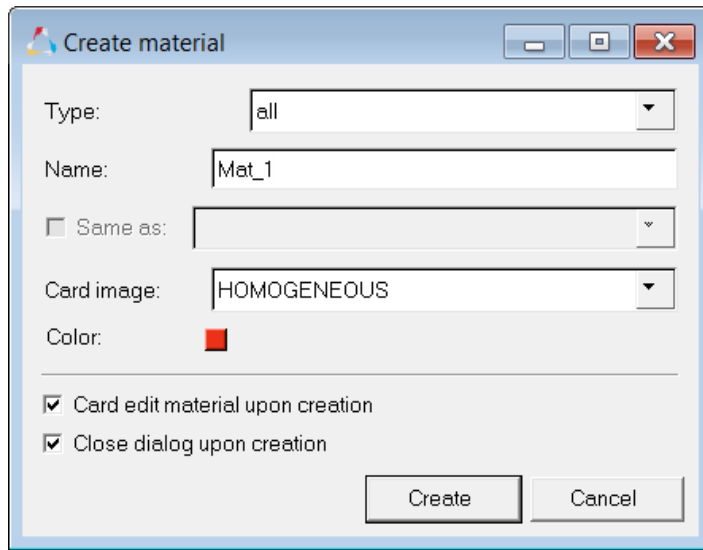 Create material
Type: all
Name: Mat_1
Same as:
Card image: HOMOGENEOUS
Color:
Card edit material upon creation
Close dialog upon creation
Create Cancel